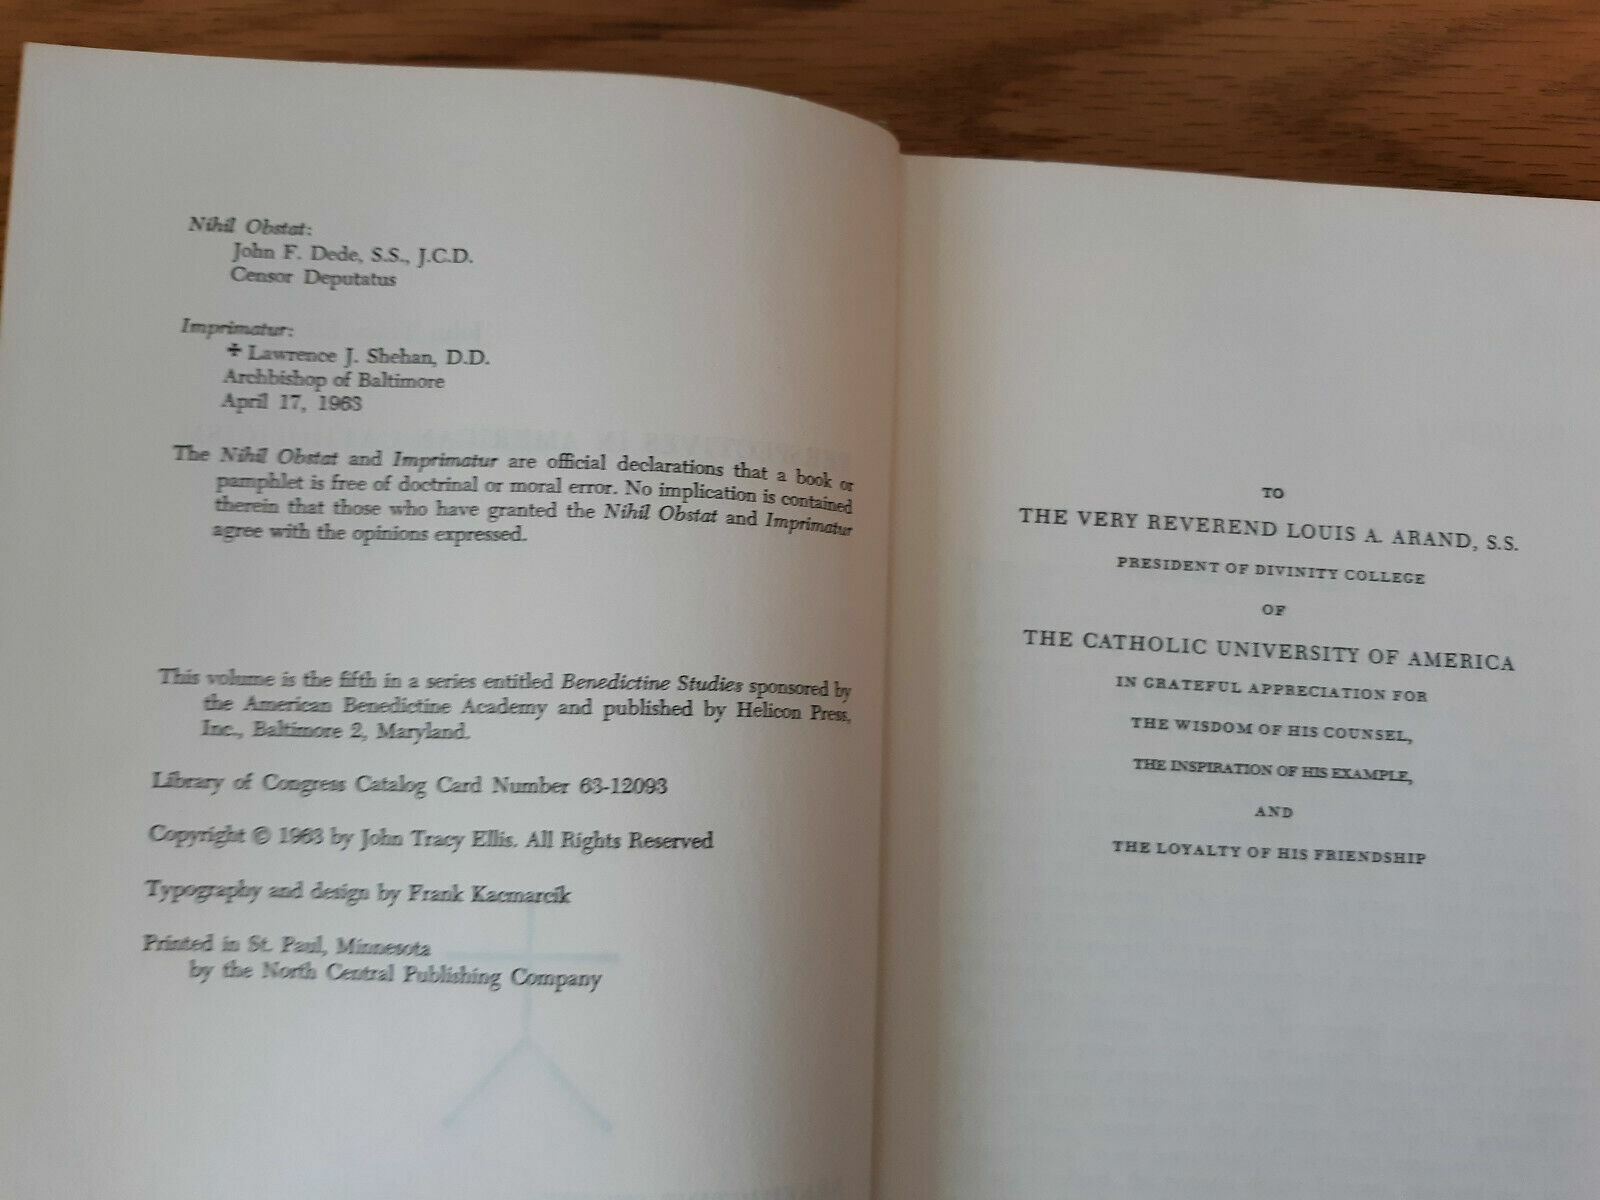 Nihil Obstat:
John F. Dede, S.S., J.C.D.
Censor Deputatus
Imprimatur:
✠ Lawrence J. Shehan, D.D.
Archbishop of Baltimore
April 17, 1963
The Nihil Obstat and Imprimatur are official declarations that a book or
pamphlet is free of doctrinal or moral error. No implication is contained
therein that those who have granted the Nihil Obstat and Imprimatur
agree with the opinions expressed.
This volume is the fifth in a series entitled Benedictine Studies sponsored by
the American Benedictine Academy and published by Helicon Press,
Inc., Baltimore 2, Maryland.
Library of Congress Catalog Card Number 63-12093
Copyright © 1963 by John Tracy Ellis. All Rights Reserved
Typography and design by Frank Kacmarcik
Printed in St. Paul, Minnesota
by the North Central Publishing Company
TO
THE VERY REVEREND LOUIS A. ARAND, S.S.
PRESIDENT OF DIVINITY COLLEGE
OF
THE CATHOLIC UNIVERSITY OF AMERICA
IN GRATEFUL APPRECIATION FOR
THE WISDOM OF HIS COUNSEL,
THE INSPIRATION OF HIS EXAMPLE,
AND
THE LOYALTY OF HIS FRIENDSHIP